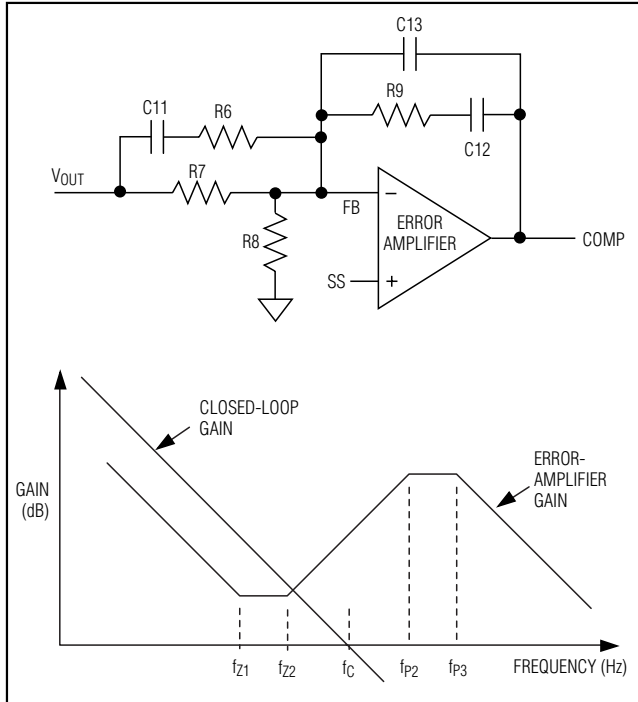 C13
R9
C12
C11
R6
VOUT
R7
R8
FB
−
ERROR
AMPLIFIER
SS
+
COMP
CLOSED-LOOP
GAIN
ERROR-
AMPLIFIER
GAIN
GAIN
(dB)
fZ1
fZ2
fC
fP2
fP3
FREQUENCY (Hz)